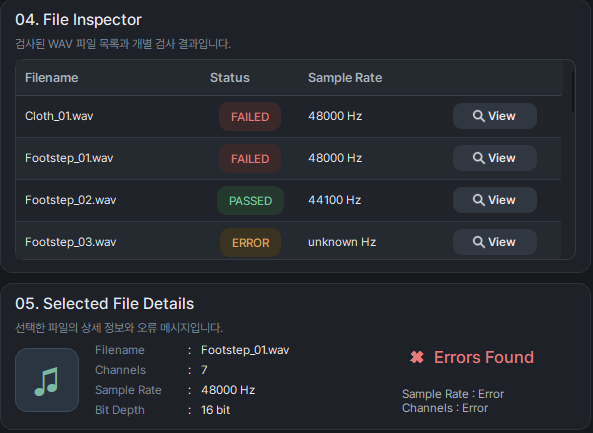 04. File Inspector
검사된 WAV 파일 목록과 개별 검사 결과입니다.
Filename Status Sample Rate
Cloth_01.wav FAILED 48000 Hz View
Footstep_01.wav FAILED 48000 Hz View
Footstep_02.wav PASSED 44100 Hz View
Footstep_03.wav ERROR unknown Hz View
05. Selected File Details
선택한 파일의 상세 정보와 오류 메시지입니다.
Filename : Footstep_01.wav
Channels : 7
Sample Rate : 48000 Hz
Bit Depth : 16 bit
Errors Found
Sample Rate : Error
Channels : Error